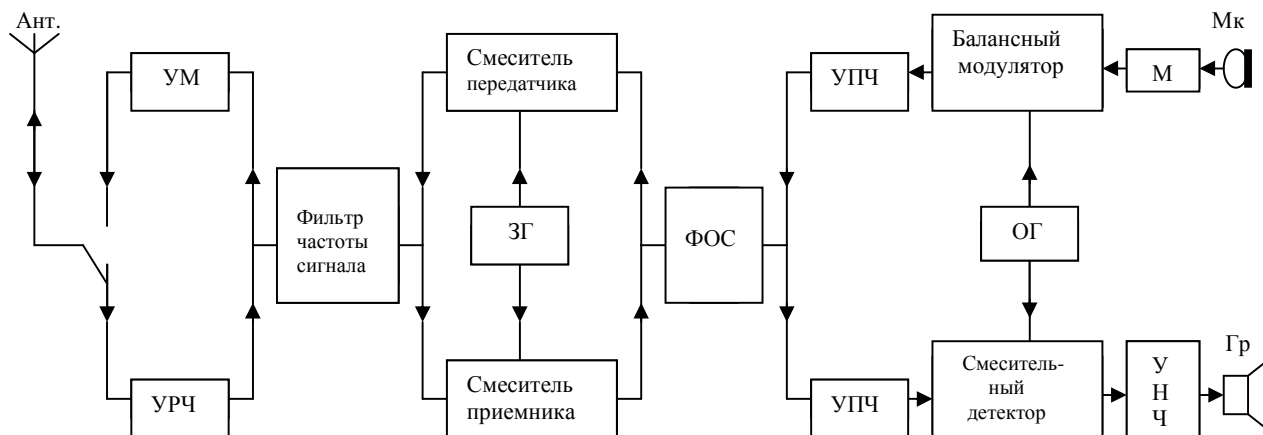 Ант.
УМ
Смеситель
передатчика
УПЧ
Балансный
модулятор
М
Мк
Фильтр
частоты
сигнала
ЗГ
ФОС
ОГ
УРЧ
Смеситель
приемника
УПЧ
Смеситель-
ный
детектор
У
Н
Ч
Гр